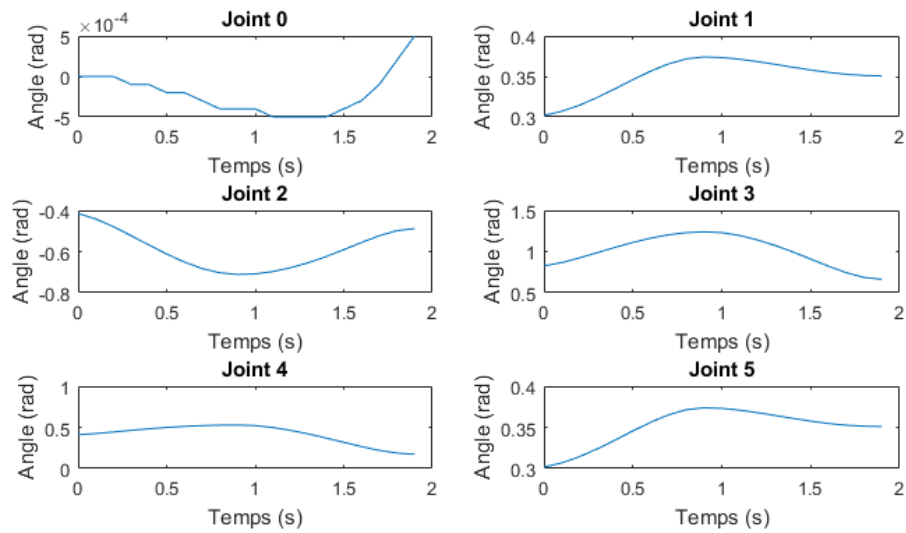 Joint 0
×10⁻⁴
Angle (rad)
5
0
-5
0 0.5 1 1.5 2
Temps (s)
Joint 1
Angle (rad)
0.4
0.35
0.3
0 0.5 1 1.5 2
Temps (s)
Joint 2
Angle (rad)
-0.4
-0.6
-0.8
0 0.5 1 1.5 2
Temps (s)
Joint 3
Angle (rad)
1.5
1
0.5
0 0.5 1 1.5 2
Temps (s)
Joint 4
Angle (rad)
1
0.5
0
0 0.5 1 1.5 2
Temps (s)
Joint 5
Angle (rad)
0.4
0.35
0.3
0 0.5 1 1.5 2
Temps (s)